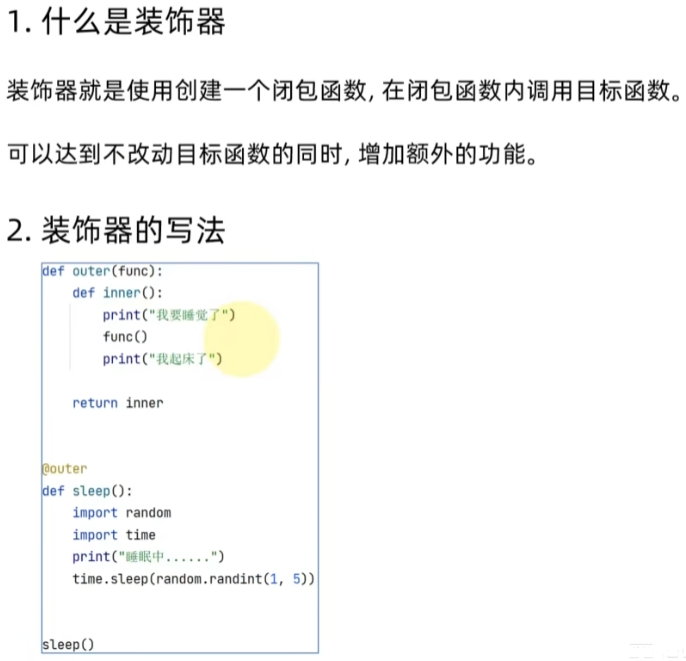 1. 什么是装饰器
装饰器就是使用创建一个闭包函数, 在闭包函数内调用目标函数。
可以达到不改动目标函数的同时, 增加额外的功能。
2. 装饰器的写法
def outer(func):
    def inner():
        print("我要睡觉了")
        func()
        print("我起床了")
    return inner
@outer
def sleep():
    import random
    import time
    print("睡眠中......")
    time.sleep(random.randint(1, 5))
sleep()